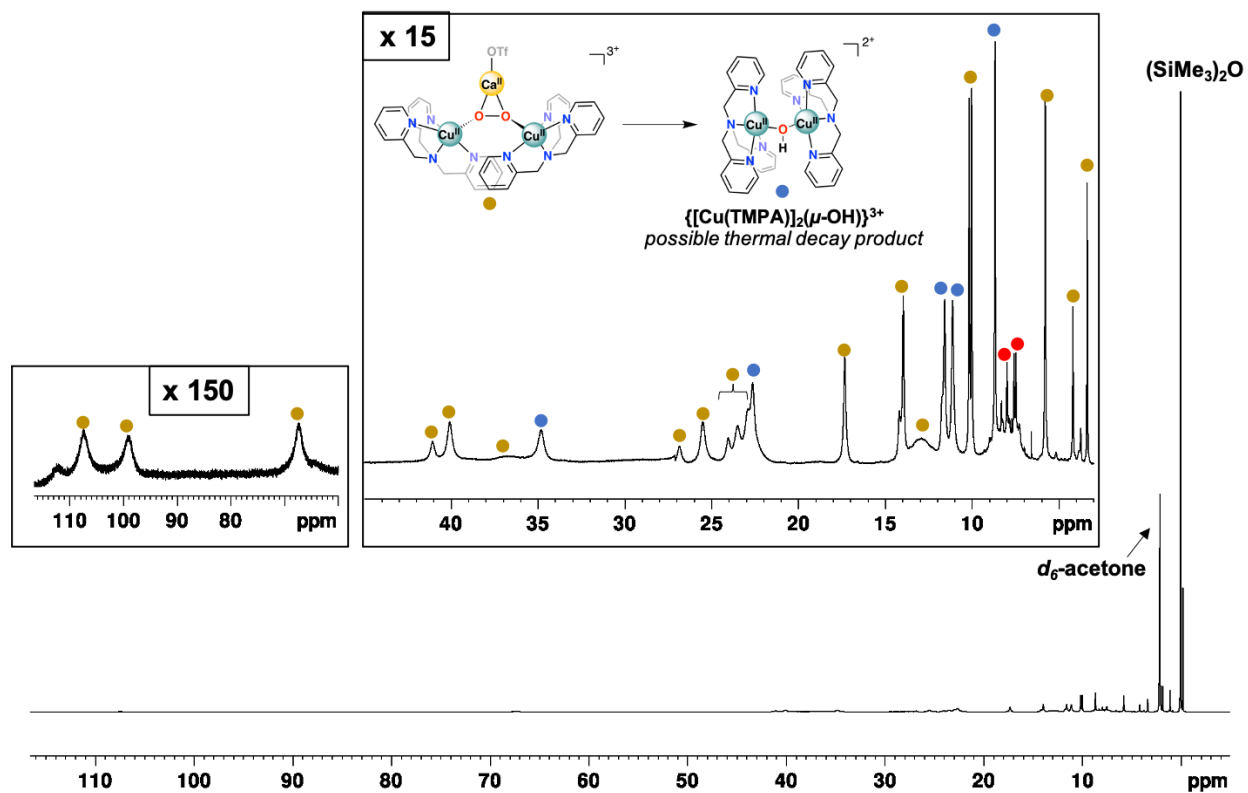 x 15
OTf
Ca^II
3+
O
O
Cu^II
Cu^II
N
N
N
N
N
N
N
N
2+
Cu^II
Cu^II
O
H
N
N
N
N
N
N
N
N
{[Cu(TMPA)]₂(μ-OH)}³⁺
possible thermal decay product
(SiMe₃)₂O
x 150
110 100 90 80 ppm
40 35 30 25 20 15 10 ppm
d₆-acetone
110 100 90 80 70 60 50 40 30 20 10 ppm